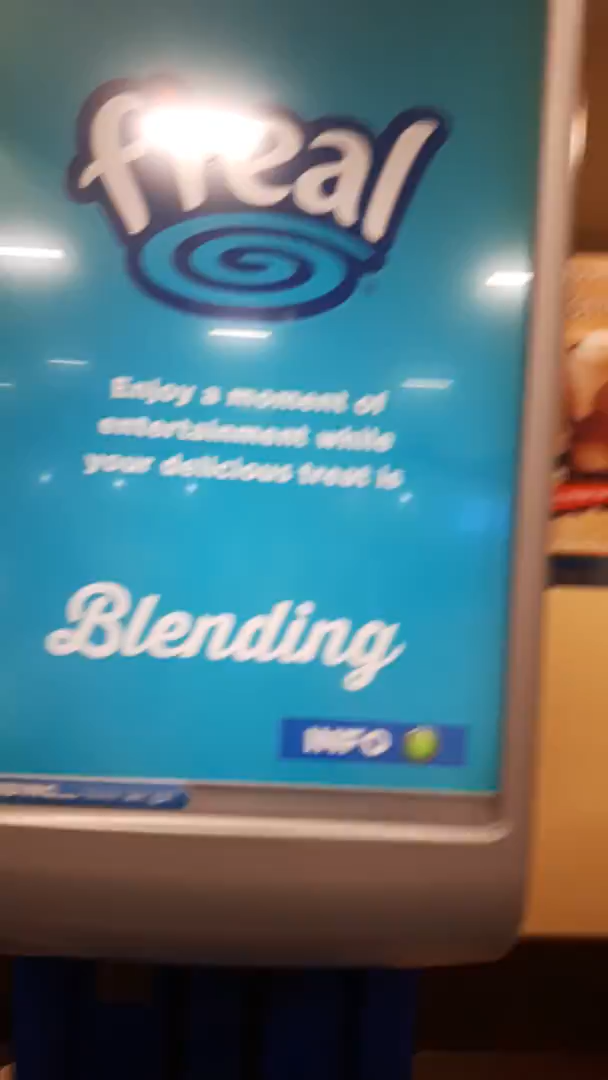 f'real
Enjoy a moment of
entertainment while
your delicious treat is
Blending
INFO